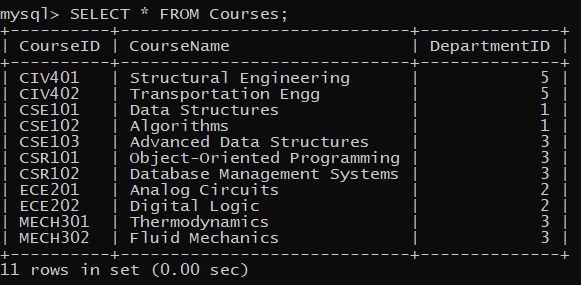 mysql> SELECT * FROM Courses;
+----------+-----------------------------+--------------+
| CourseID | CourseName                  | DepartmentID |
+----------+-----------------------------+--------------+
| CIV401   | Structural Engineering      |            5 |
| CIV402   | Transportation Engg         |            5 |
| CSE101   | Data Structures             |            1 |
| CSE102   | Algorithms                  |            1 |
| CSE103   | Advanced Data Structures    |            3 |
| CSR101   | Object-Oriented Programming |            3 |
| CSR102   | Database Management Systems |            3 |
| ECE201   | Analog Circuits             |            2 |
| ECE202   | Digital Logic               |            2 |
| MECH301  | Thermodynamics              |            3 |
| MECH302  | Fluid Mechanics             |            3 |
+----------+-----------------------------+--------------+
11 rows in set (0.00 sec)